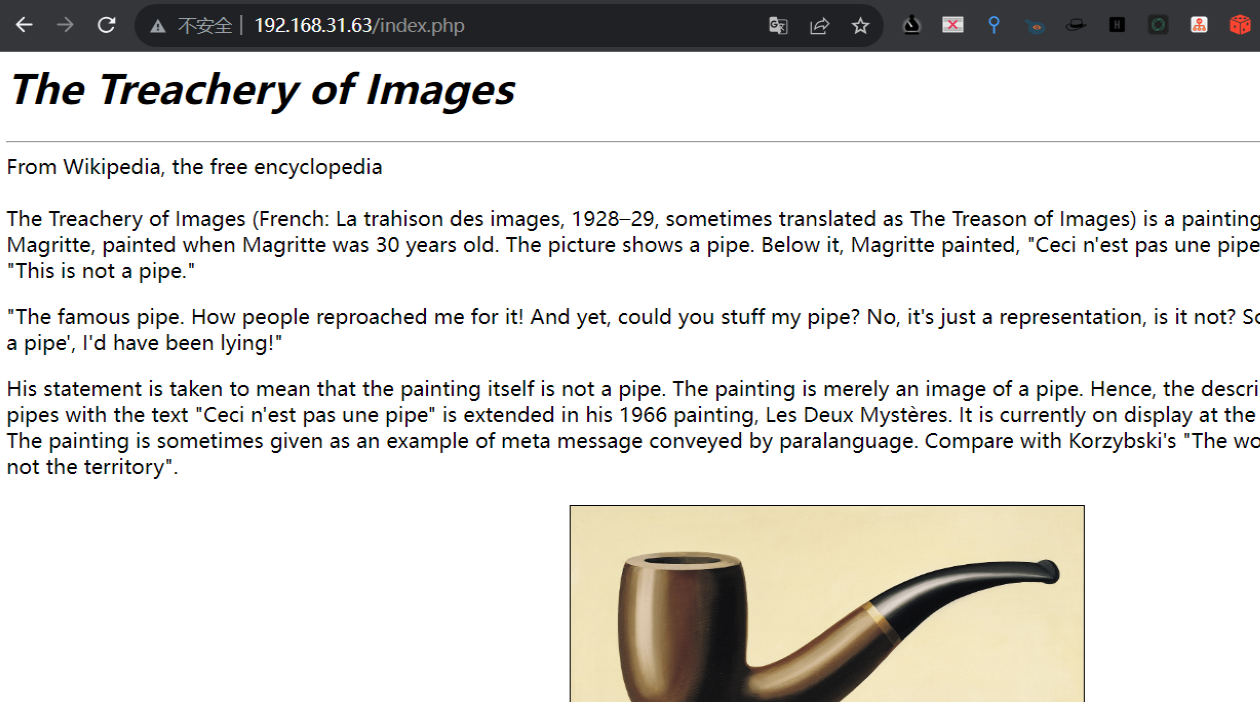 不安全 | 192.168.31.63/index.php
The Treachery of Images
From Wikipedia, the free encyclopedia
The Treachery of Images (French: La trahison des images, 1928–29, sometimes translated as The Treason of Images) is a painting
Magritte, painted when Magritte was 30 years old. The picture shows a pipe. Below it, Magritte painted, "Ceci n'est pas une pipe
"This is not a pipe."
"The famous pipe. How people reproached me for it! And yet, could you stuff my pipe? No, it's just a representation, is it not? So
a pipe', I'd have been lying!"
His statement is taken to mean that the painting itself is not a pipe. The painting is merely an image of a pipe. Hence, the descri
pipes with the text "Ceci n'est pas une pipe" is extended in his 1966 painting, Les Deux Mystères. It is currently on display at the
The painting is sometimes given as an example of meta message conveyed by paralanguage. Compare with Korzybski's "The wo
not the territory".